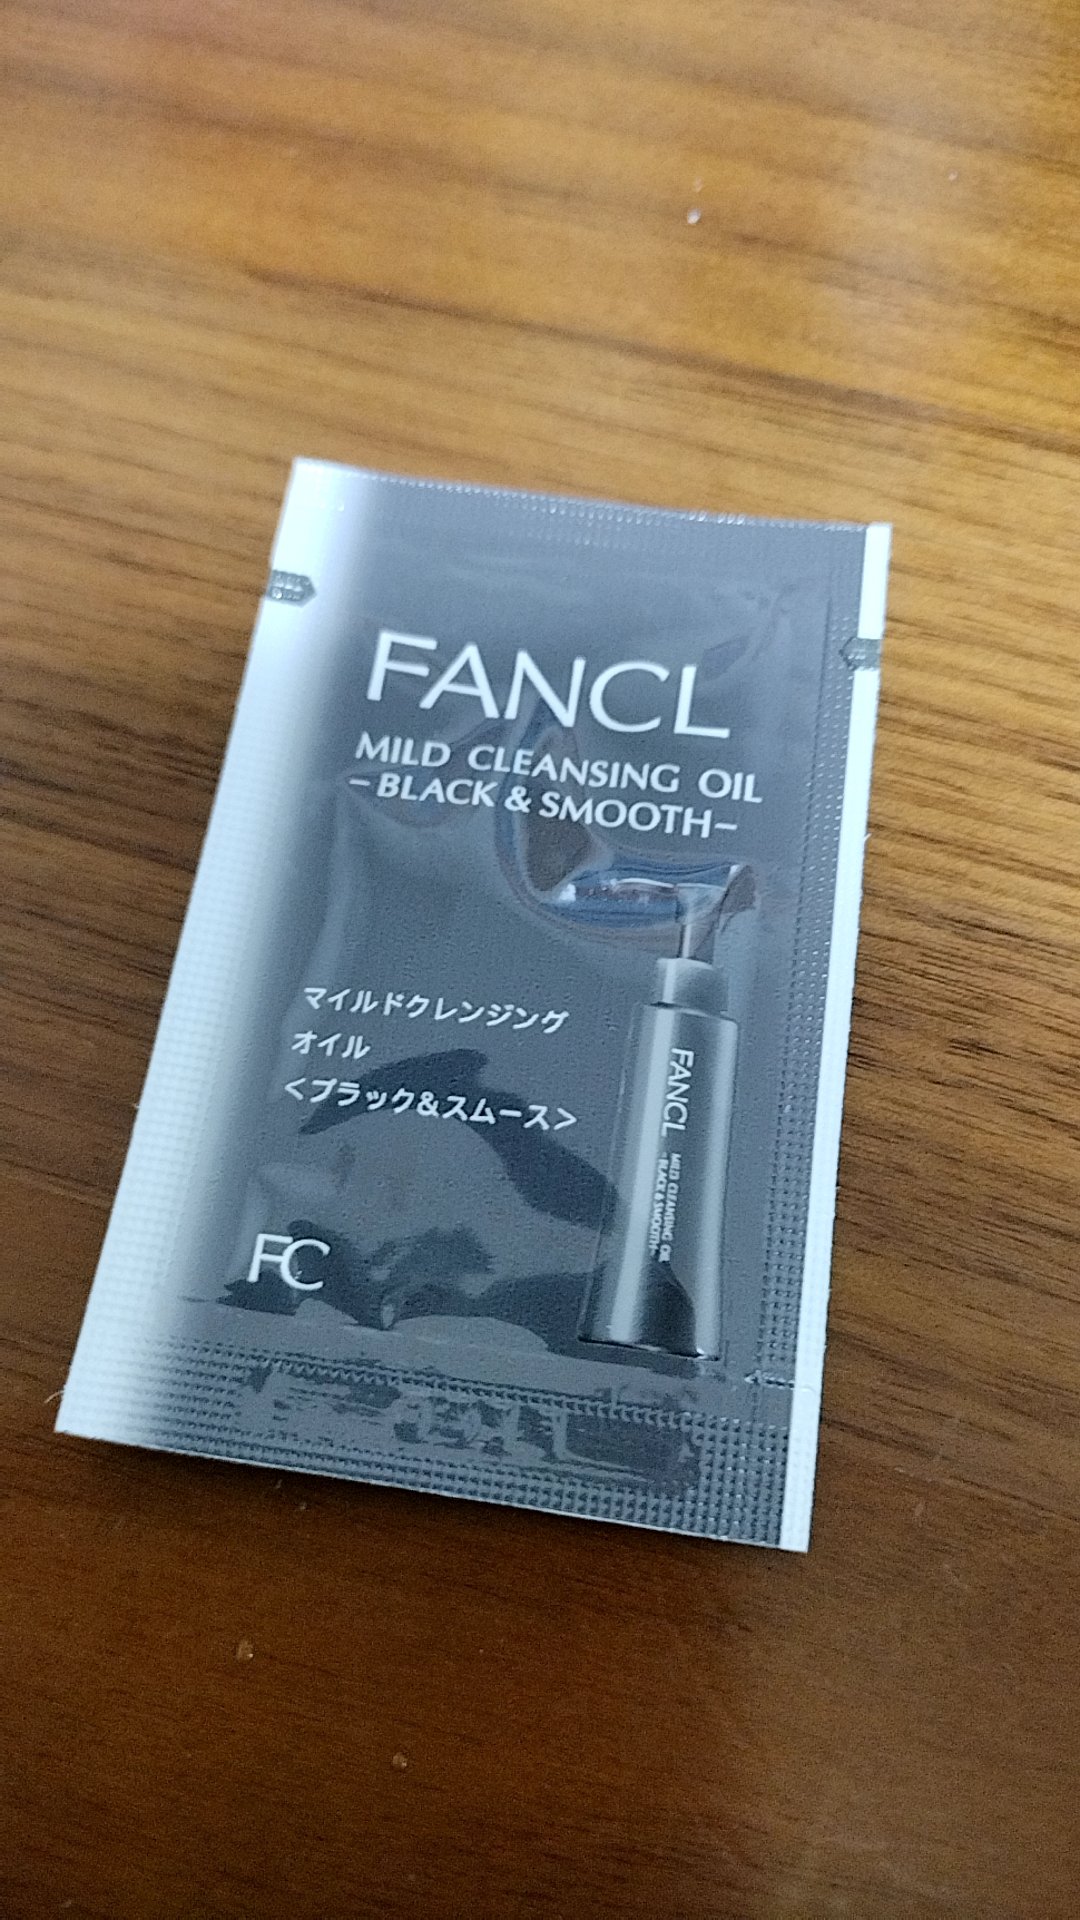 FANCL
MILD CLEANSING OIL
–BLACK & SMOOTH–
マイルドクレンジング
オイル
<ブラック&スムース>
FC
FANCL
MILD CLEANSING OIL
–BLACK & SMOOTH–